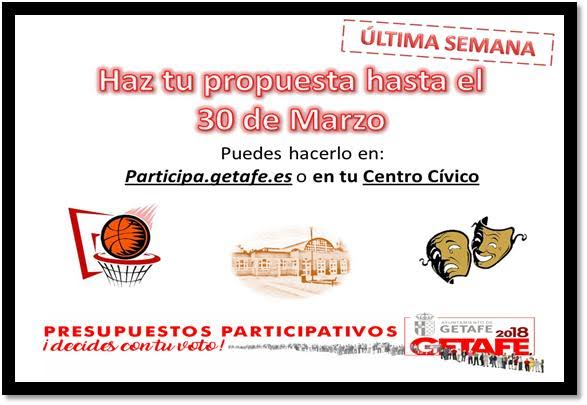 ÚLTIMA SEMANA
Haz tu propuesta hasta el
30 de Marzo
Puedes hacerlo en:
Participa.getafe.es o en tu Centro Cívico
PRESUPUESTOS PARTICIPATIVOS
¡decides con tu voto!
AYUNTAMIENTO DE
GETAFE
2018
GETAFE